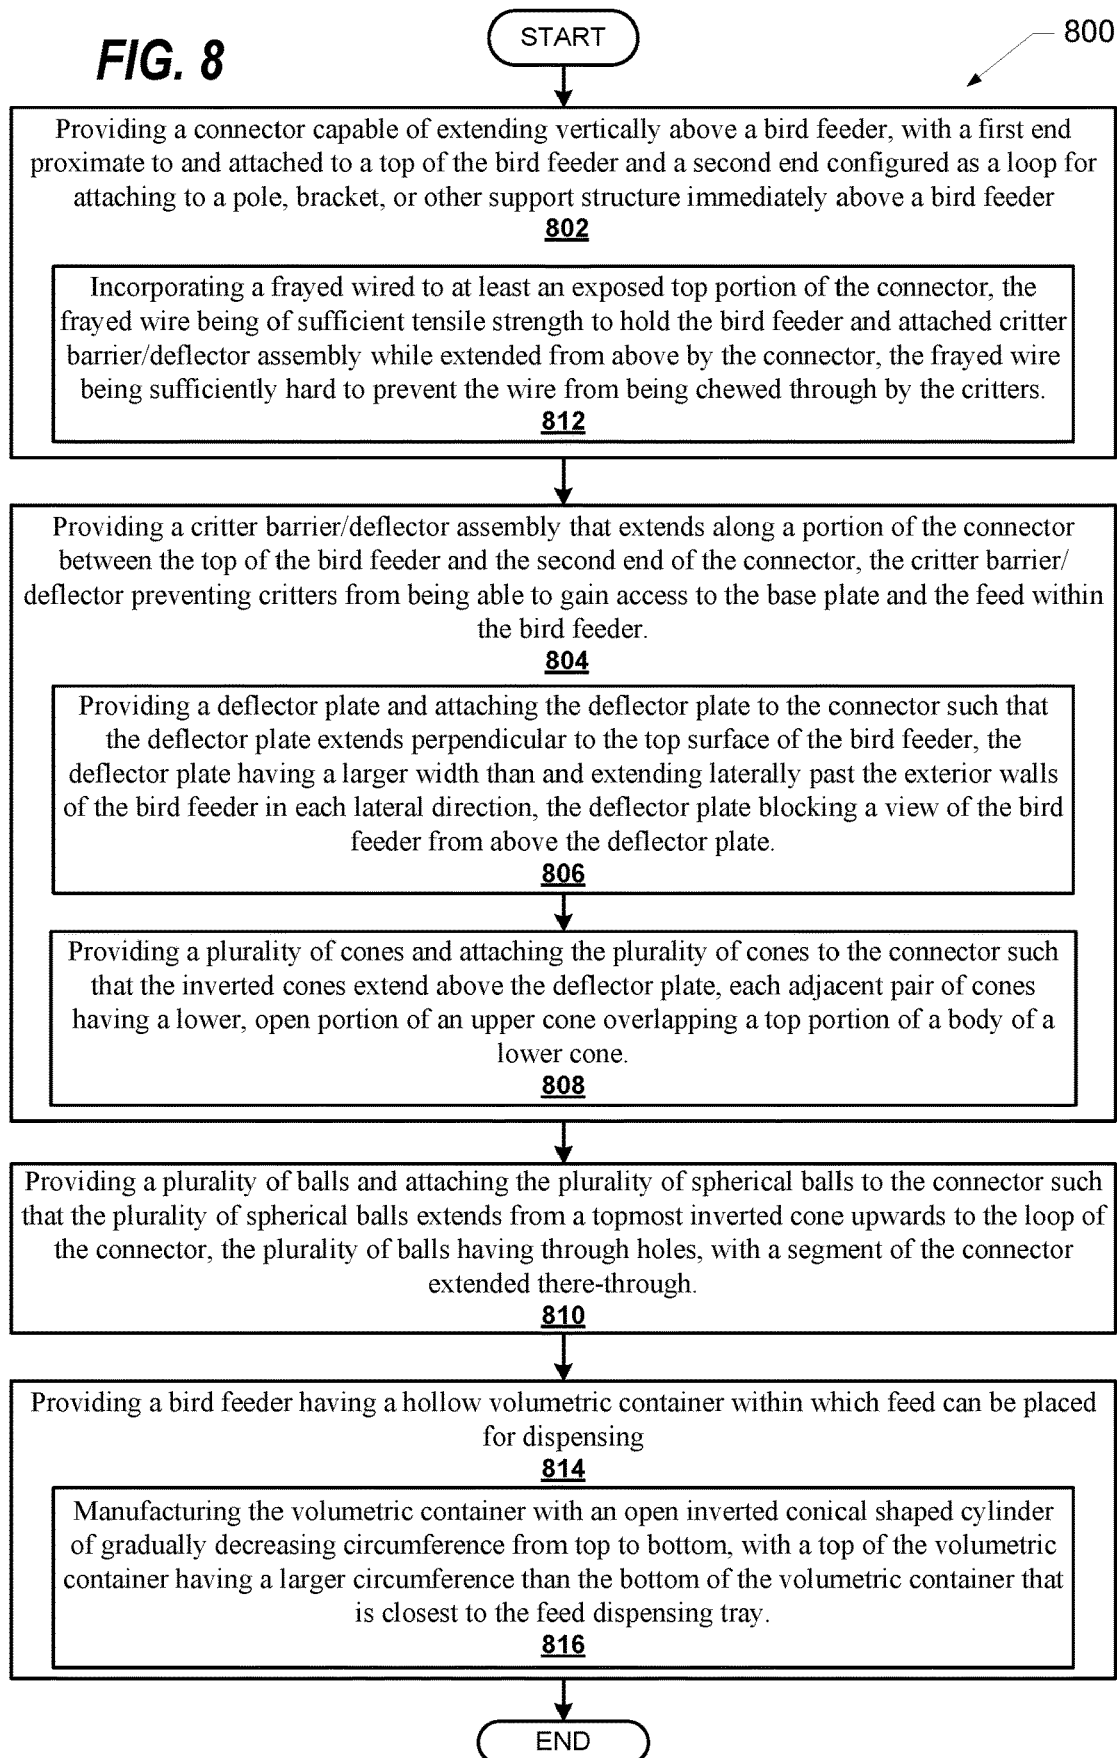 FIG. 8
START
800
Providing a connector capable of extending vertically above a bird feeder, with a first end
proximate to and attached to a top of the bird feeder and a second end configured as a loop for
attaching to a pole, bracket, or other support structure immediately above a bird feeder
802
Incorporating a frayed wired to at least an exposed top portion of the connector, the
frayed wire being of sufficient tensile strength to hold the bird feeder and attached critter
barrier/deflector assembly while extended from above by the connector, the frayed wire
being sufficiently hard to prevent the wire from being chewed through by the critters.
812
Providing a critter barrier/deflector assembly that extends along a portion of the connector
between the top of the bird feeder and the second end of the connector, the critter barrier/
deflector preventing critters from being able to gain access to the base plate and the feed within
the bird feeder.
804
Providing a deflector plate and attaching the deflector plate to the connector such that
the deflector plate extends perpendicular to the top surface of the bird feeder, the
deflector plate having a larger width than and extending laterally past the exterior walls
of the bird feeder in each lateral direction, the deflector plate blocking a view of the bird
feeder from above the deflector plate.
806
Providing a plurality of cones and attaching the plurality of cones to the connector such
that the inverted cones extend above the deflector plate, each adjacent pair of cones
having a lower, open portion of an upper cone overlapping a top portion of a body of a
lower cone.
808
Providing a plurality of balls and attaching the plurality of spherical balls to the connector such
that the plurality of spherical balls extends from a topmost inverted cone upwards to the loop of
the connector, the plurality of balls having through holes, with a segment of the connector
extended there-through.
810
Providing a bird feeder having a hollow volumetric container within which feed can be placed
for dispensing
814
Manufacturing the volumetric container with an open inverted conical shaped cylinder
of gradually decreasing circumference from top to bottom, with a top of the volumetric
container having a larger circumference than the bottom of the volumetric container that
is closest to the feed dispensing tray.
816
END